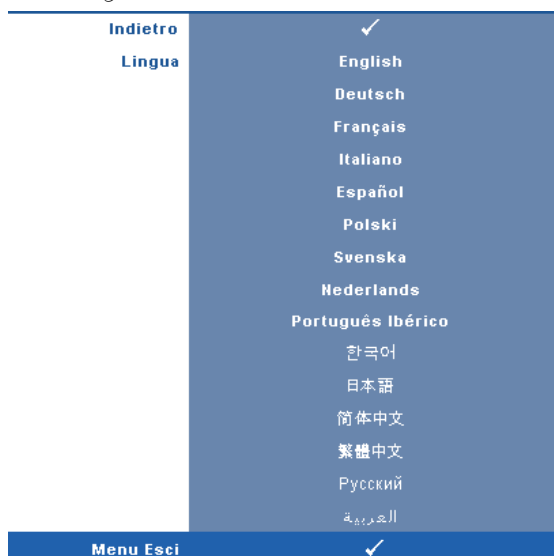 Indietro ✓
Lingua English
Deutsch
Français
Italiano
Español
Polski
Svenska
Nederlands
Português Ibérico
한국어
日本語
简体中文
繁體中文
Русский
العربية
Menu Esci ✓